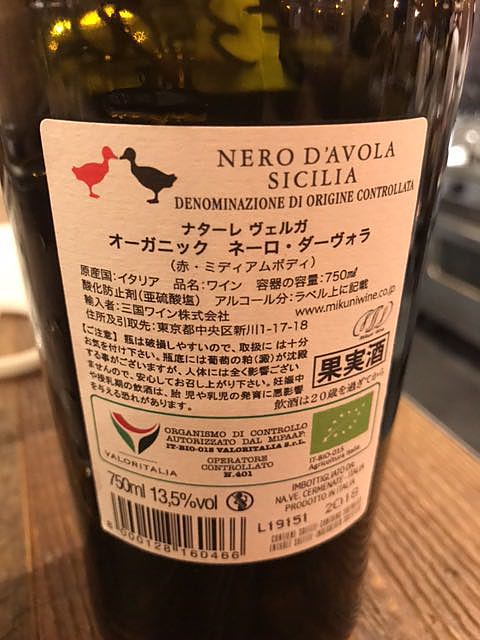 NERO D'AVOLA
SICILIA
DENOMINAZIONE DI ORIGINE CONTROLLATA
ナターレ ヴェルガ
オーガニック ネーロ・ダーヴォラ
(赤・ミディアムボディ)
原産国:イタリア 品名:ワイン 容器の容量:750㎖
酸化防止剤(亜硫酸塩) アルコール分:ラベル上に記載
輸入者:三国ワイン株式会社 www.mikuniwine.co.jp
住所及引取先:東京都中央区新川1-17-18
【ご注意】瓶は破損しやすいので、取扱に は十分
お気を付け下さい。瓶底には葡萄の粕(澱)が沈殿
する事がございますが、人体には全く影響ござい
ませんので、安心してお召し上がり下さい。妊娠中
や授乳期の飲酒は、胎 児や乳児の発育に悪影響
を与える恐れがあります。
果実酒
飲酒は20歳を過ぎてから
VALORITALIA
ORGANISMO DI CONTROLLO
AUTORIZZATO DAL MIPAAF:
IT-BIO-015 VALORITALIA S.r.L.
OPERATORE
CONTROLLATO
N.401
IT-BIO-015
Agricoltura Italia
750ml 13,5%vol
IMBOTTIGLIATO DA
NA.VE. CERMENATE - ITALIA
PRODOTTO IN ITALIA
L19151 2018
8 000128 160466